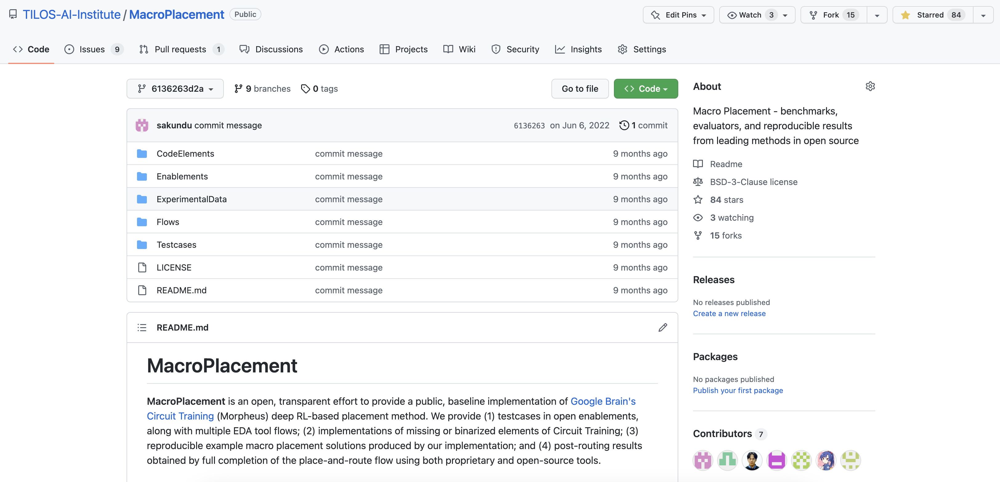 TILOS-AI-Institute / MacroPlacement Public
Edit Pins Watch 3 Fork 15 Starred 84
Code Issues 9 Pull requests 1 Discussions Actions Projects Wiki Security Insights Settings
6136263d2a 9 branches 0 tags Go to file Code
sakundu commit message 6136263 on Jun 6, 2022 1 commit
CodeElements commit message 9 months ago
Enablements commit message 9 months ago
ExperimentalData commit message 9 months ago
Flows commit message 9 months ago
Testcases commit message 9 months ago
LICENSE commit message 9 months ago
README.md commit message 9 months ago
README.md
MacroPlacement
MacroPlacement is an open, transparent effort to provide a public, baseline implementation of Google Brain's
Circuit Training (Morpheus) deep RL-based placement method. We provide (1) testcases in open enablements,
along with multiple EDA tool flows; (2) implementations of missing or binarized elements of Circuit Training; (3)
reproducible example macro placement solutions produced by our implementation; and (4) post-routing results
obtained by full completion of the place-and-route flow using both proprietary and open-source tools.
About
Macro Placement - benchmarks,
evaluators, and reproducible results
from leading methods in open source
Readme
BSD-3-Clause license
84 stars
3 watching
15 forks
Releases
No releases published
Create a new release
Packages
No packages published
Publish your first package
Contributors 7